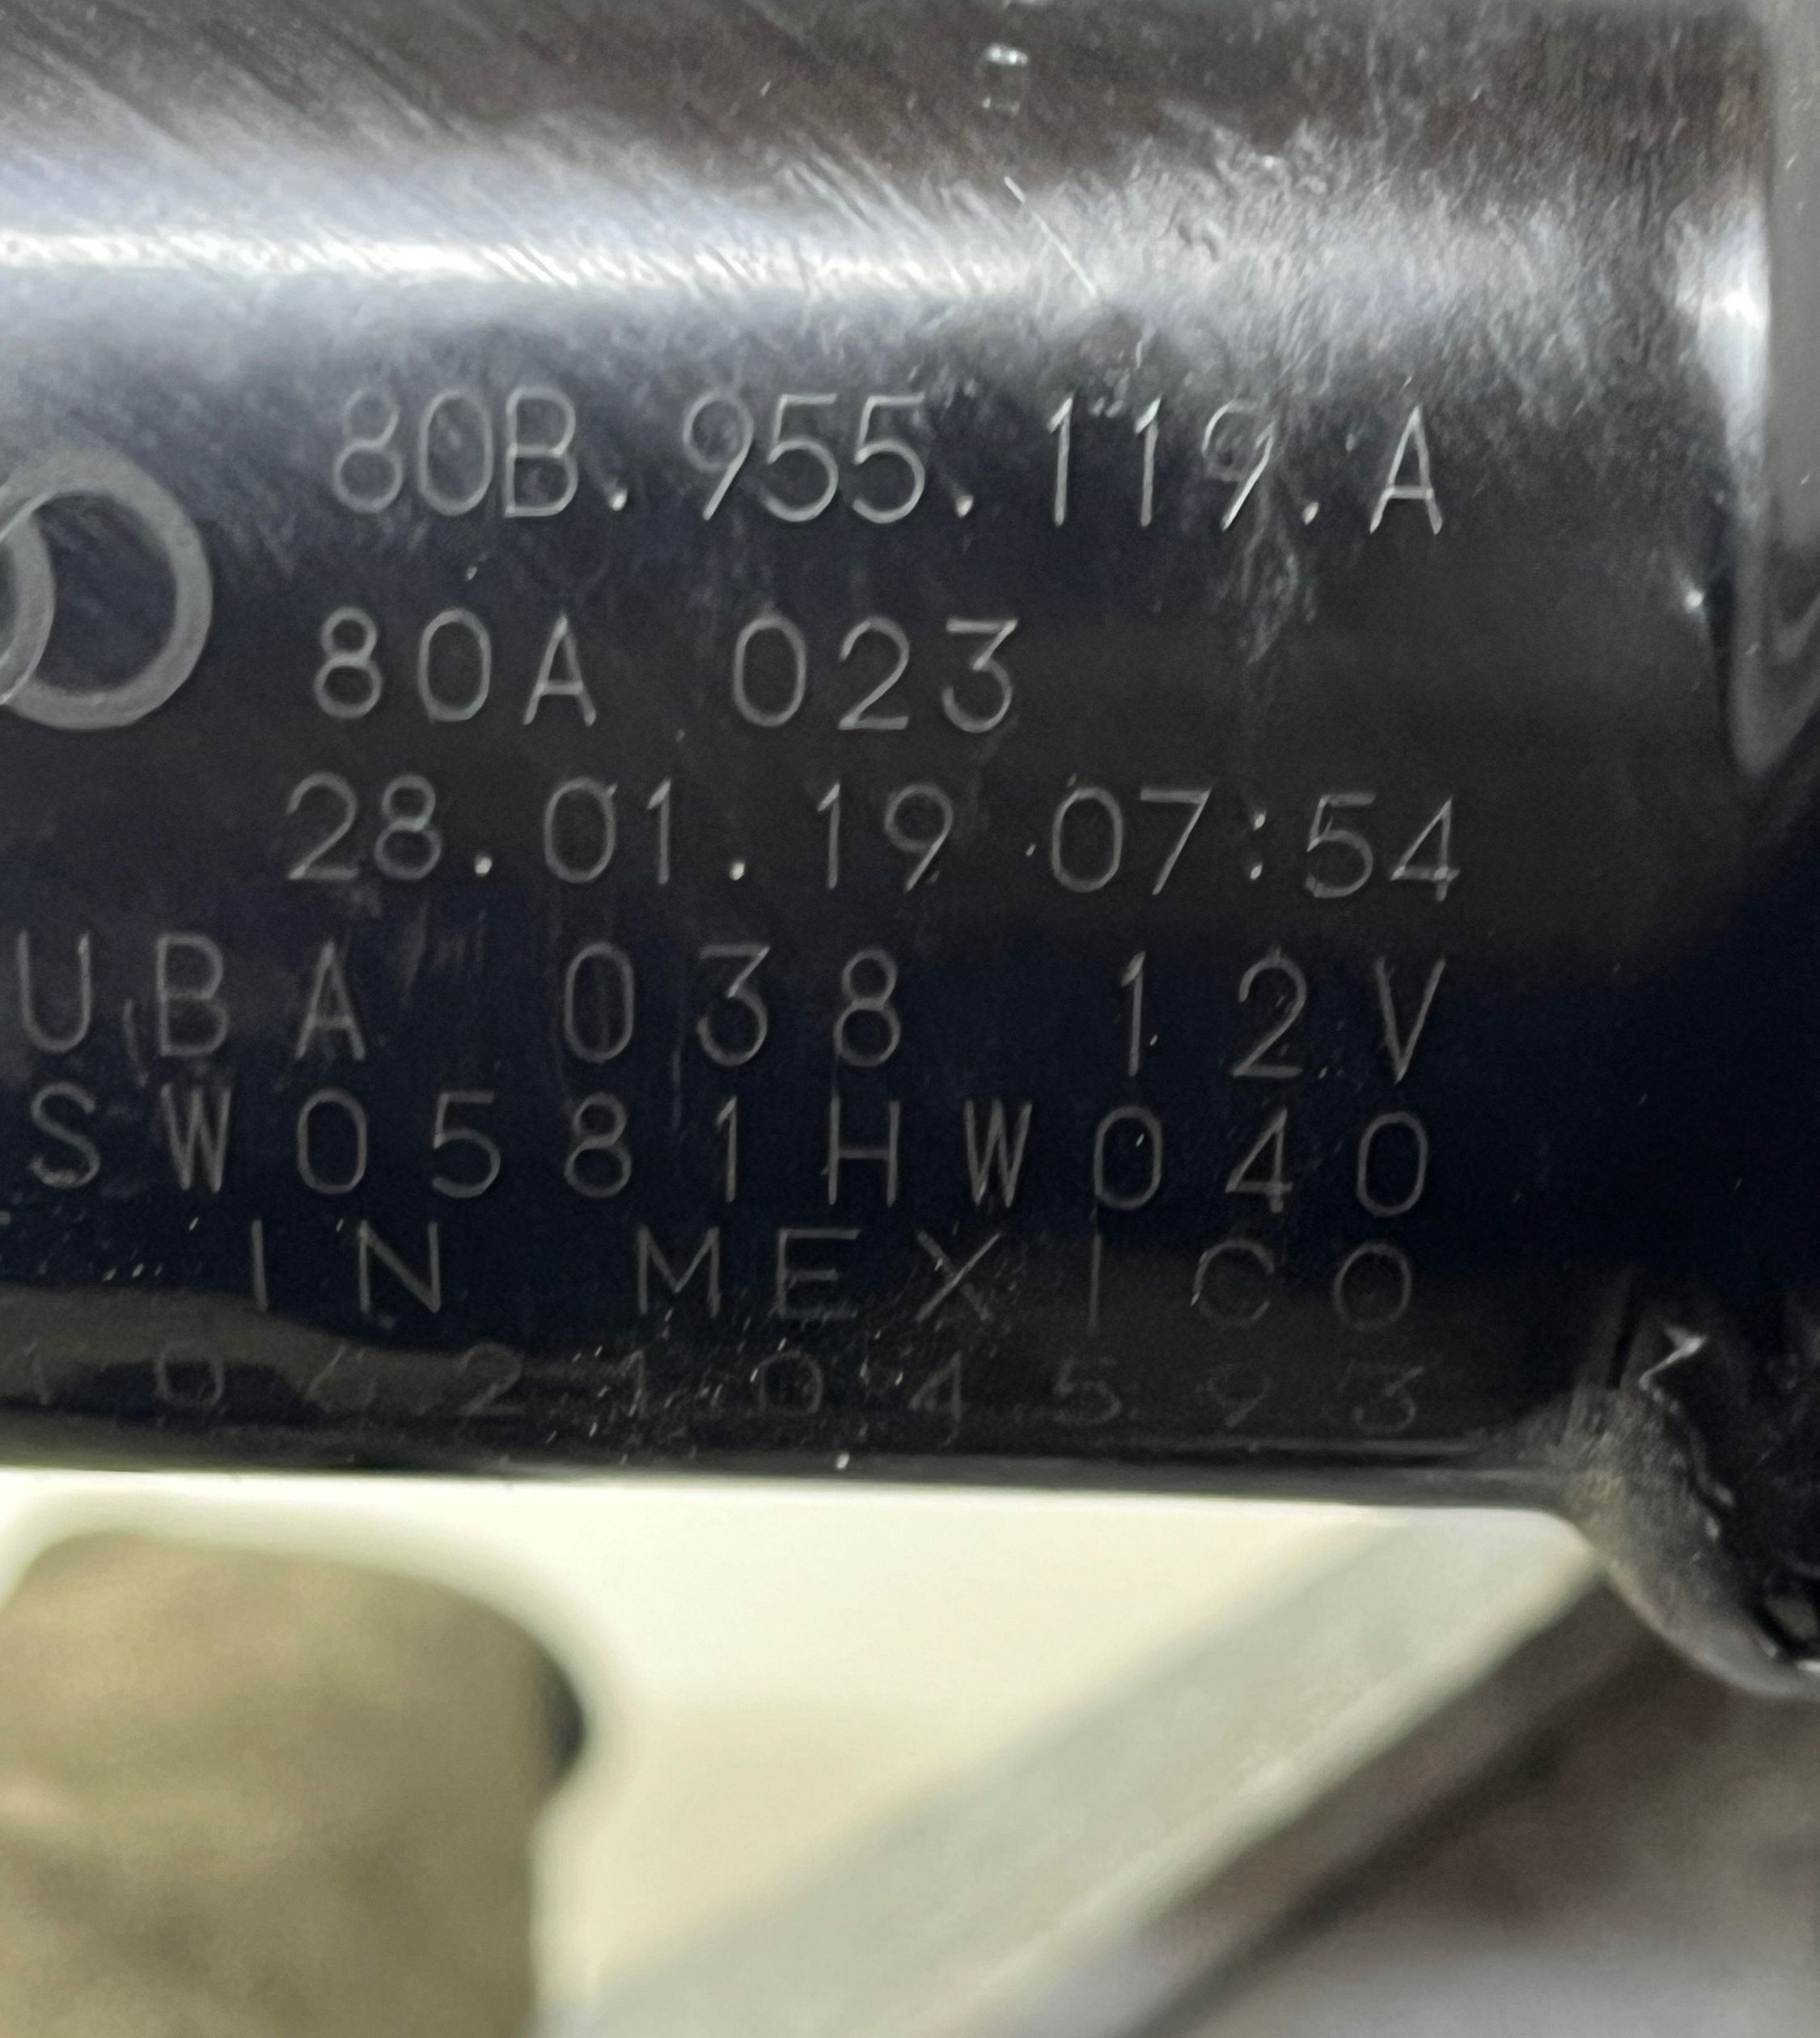 80B.955.119.A
80A 023
28.01.19 07:54
UBA 038 12V
SW0581HW040
IN MEXICO